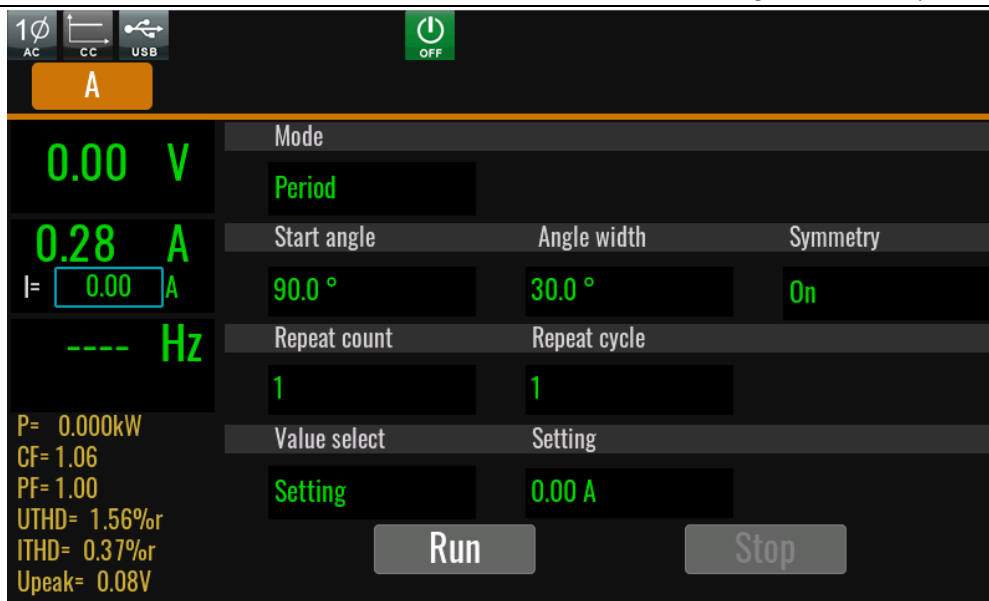 1Ø AC CC USB OFF
A
0.00 V
0.28 A
I= 0.00 A
---- Hz
P= 0.000kW
CF= 1.06
PF= 1.00
UTHD= 1.56%r
ITHD= 0.37%r
Upeak= 0.08V
Mode
Period
Start angle Angle width Symmetry
90.0 ° 30.0 ° On
Repeat count Repeat cycle
1 1
Value select Setting
Setting 0.00 A
Run Stop